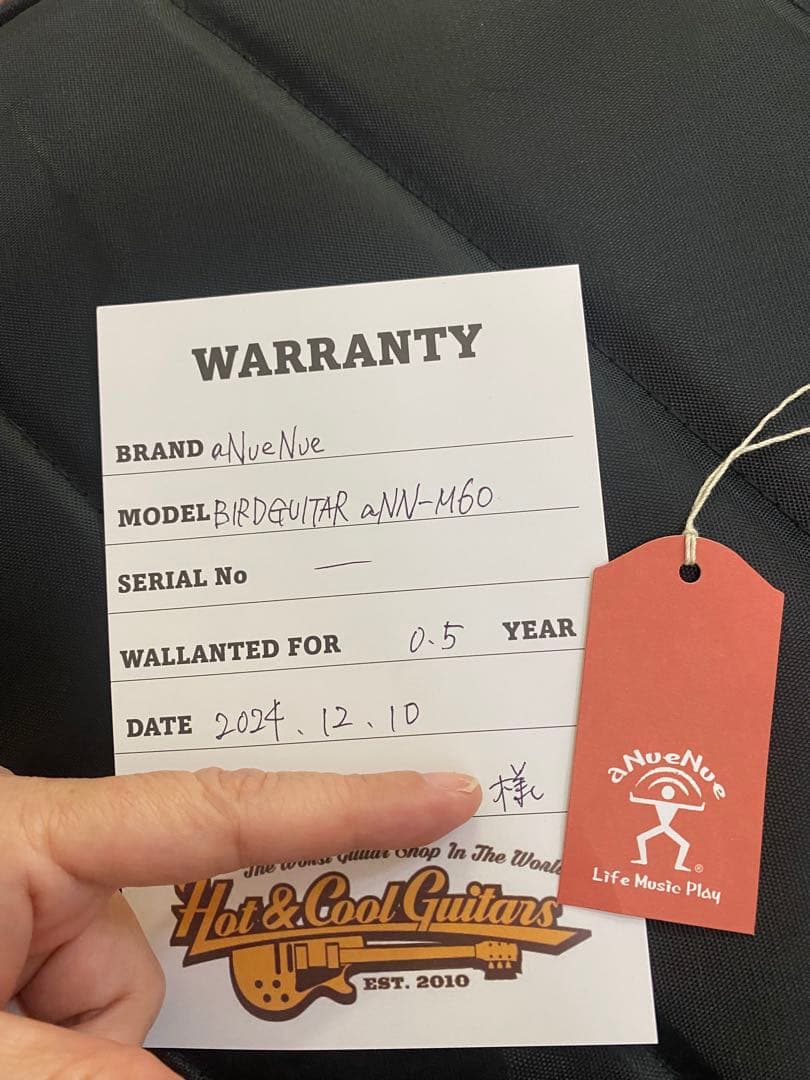 WARRANTY
BRAND aNueNue
MODEL BIRDGUITAR aNN-M60
SERIAL No —
WALLANTED FOR 0.5 YEAR
DATE 2024.12.10
様
The Worst Guitar Shop In The World
Hot & Cool Guitars
EST. 2010
aNueNue
®
Life Music Play